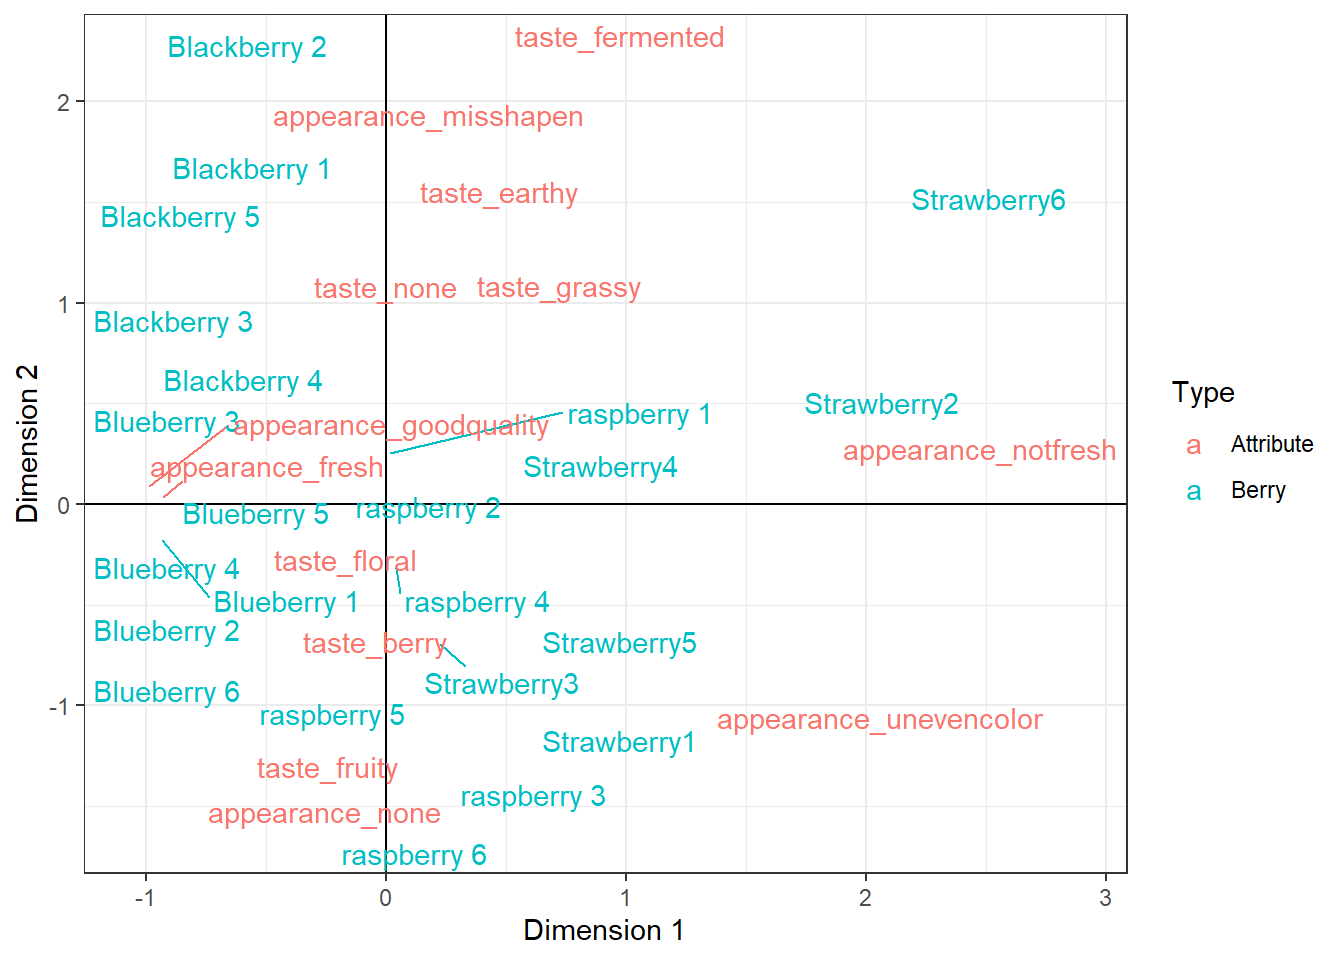 taste_fermented
Blackberry 2
2
appearance_misshapen
Blackberry 1
taste_earthy
Strawberry6
Blackberry 5
taste_none
taste_grassy
1
Blackberry 3
Blackberry 4
Strawberry2
raspberry 1
Blueberry 3
appearance_goodquality
appearance_notfresh
appearance_fresh
Strawberry4
0
Blueberry 5
raspberry 2
taste_floral
Blueberry 4
Blueberry 1
raspberry 4
Blueberry 2
taste_berry
Strawberry5
Strawberry3
Blueberry 6
-1
raspberry 5
appearance_unevencolor
Strawberry1
taste_fruity
raspberry 3
appearance_none
raspberry 6
-1
0
1
2
3
Dimension 1
Dimension 2
Type
a Attribute
a Berry